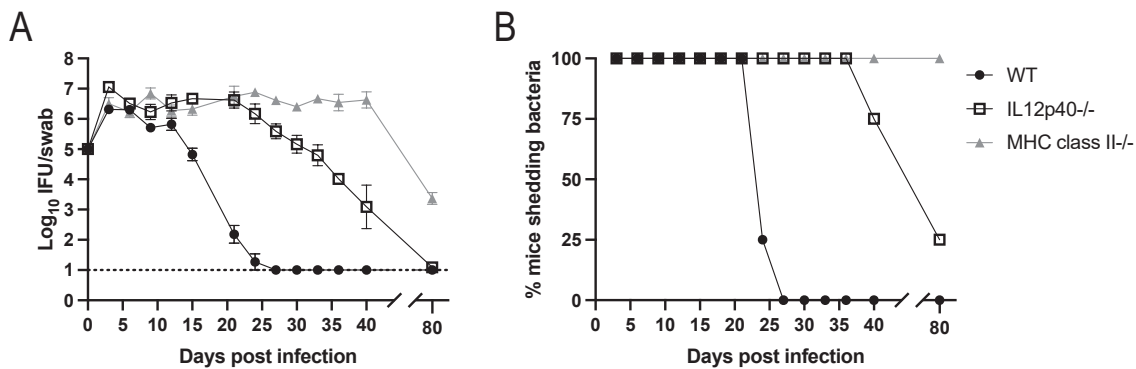 A
B
8
7
6
5
4
3
2
1
0
Log10 IFU/swab
0 5 10 15 20 25 30 35 40 80
Days post infection
100
75
50
25
0
% mice shedding bacteria
0 5 10 15 20 25 30 35 40 80
Days post infection
WT
IL12p40-/-
MHC class II-/-